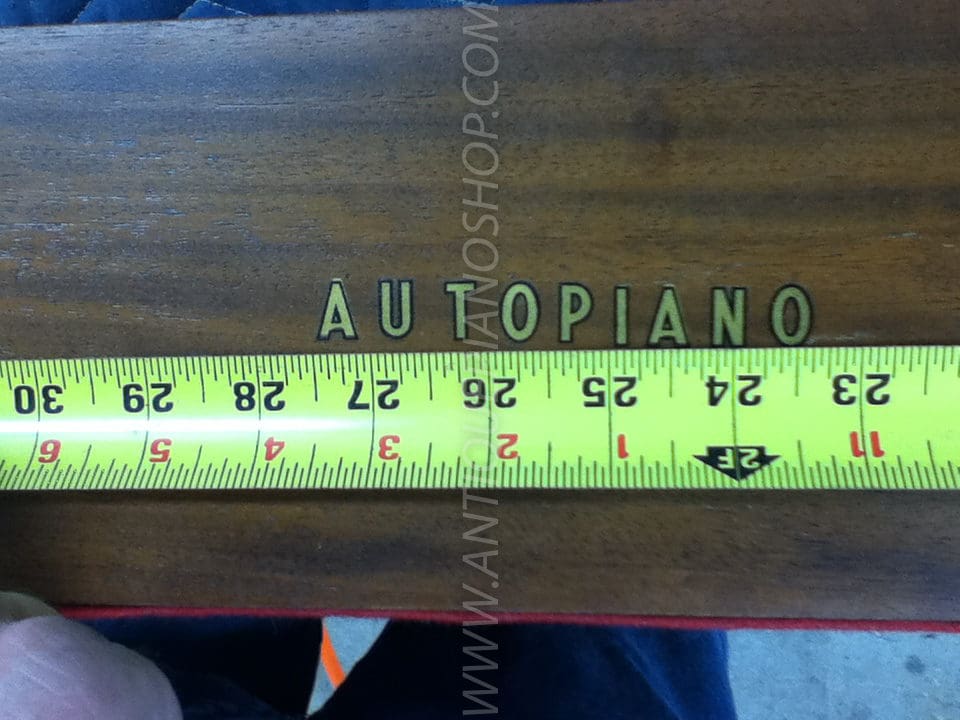 AUTOPIANO
30 29 28 27 26 25 24 23
6 5 4 3 2 1 2F 11
WWW.ANTIQUEPIANOSHOP.COM